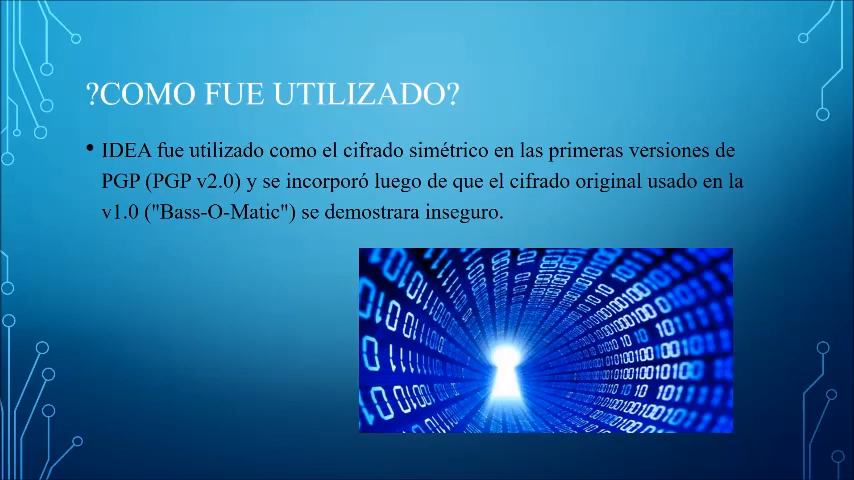 ?COMO FUE UTILIZADO?
• IDEA fue utilizado como el cifrado simétrico en las primeras versiones de
PGP (PGP v2.0) y se incorporó luego de que el cifrado original usado en la
v1.0 ("Bass-O-Matic") se demostrara inseguro.